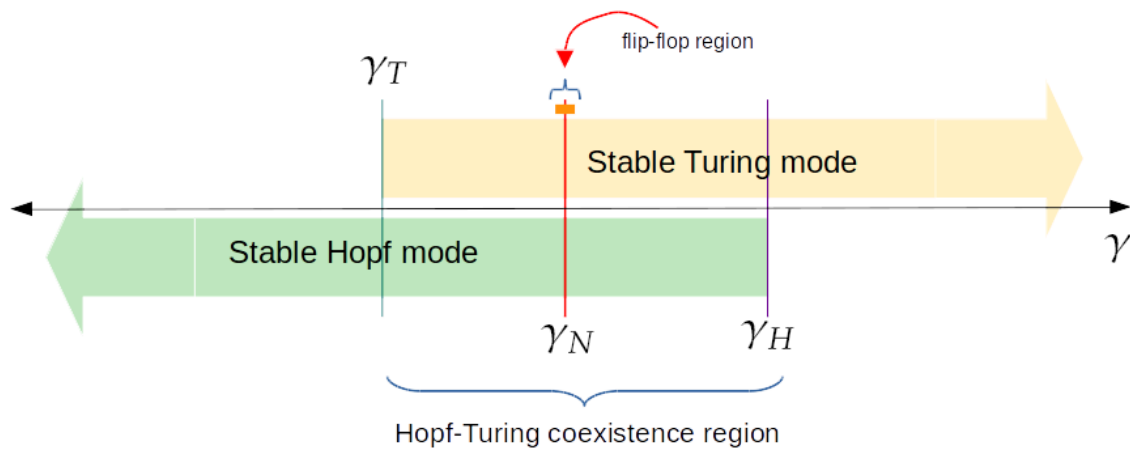 flip-flop region
γT
Stable Turing mode
γ
Stable Hopf mode
γN
γH
Hopf-Turing coexistence region